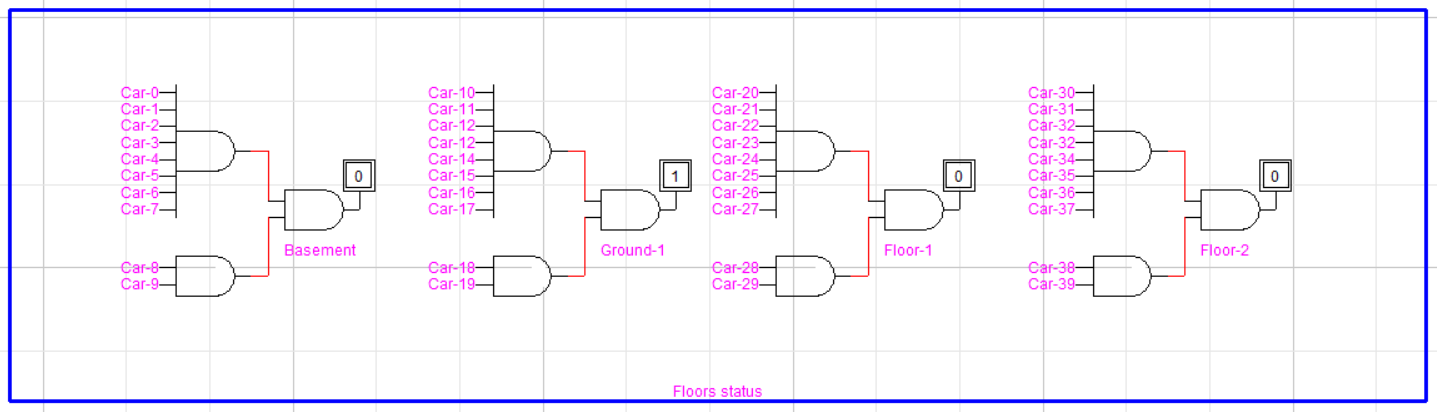 Car-0
Car-1
Car-2
Car-3
Car-4
Car-5
Car-6
Car-7
0
Basement
Car-8
Car-9
Car-10
Car-11
Car-12
Car-12
Car-14
Car-15
Car-16
Car-17
1
Ground-1
Car-18
Car-19
Car-20
Car-21
Car-22
Car-23
Car-24
Car-25
Car-26
Car-27
0
Floor-1
Car-28
Car-29
Car-30
Car-31
Car-32
Car-32
Car-34
Car-35
Car-36
Car-37
0
Floor-2
Car-38
Car-39
Floors status